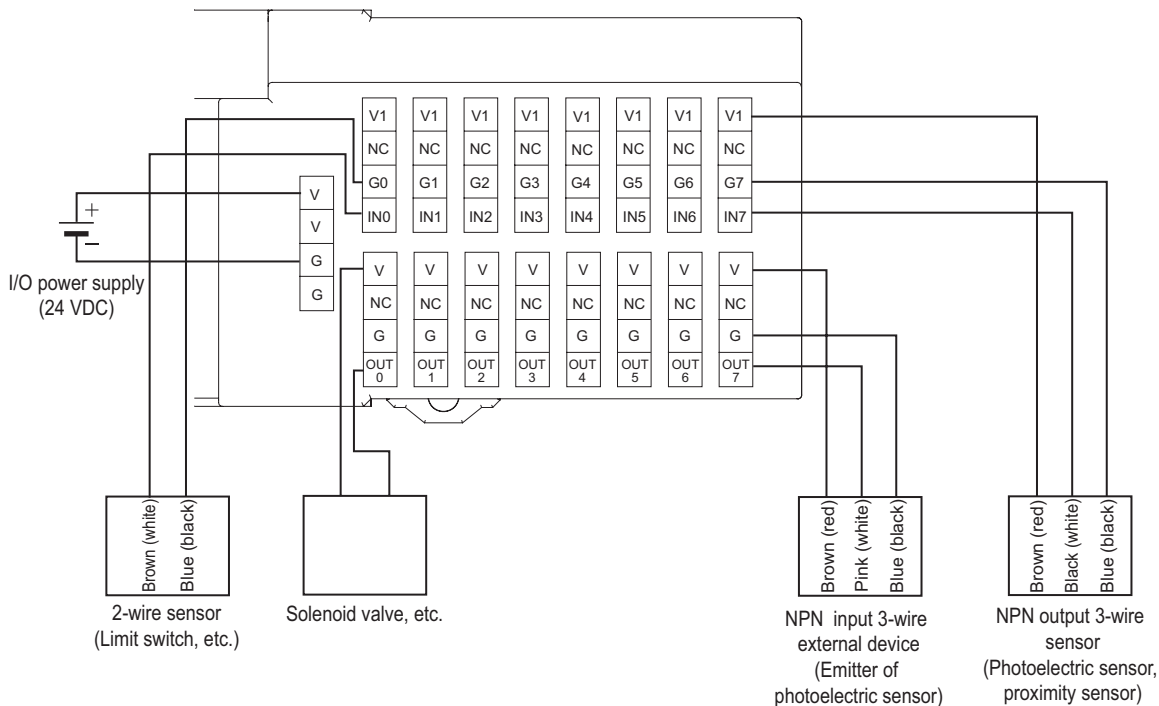 V1 V1 V1 V1 V1 V1 V1 V1
NC NC NC NC NC NC NC NC
G0 G1 G2 G3 G4 G5 G6 G7
IN0 IN1 IN2 IN3 IN4 IN5 IN6 IN7
V
V
G
G
+
−
I/O power supply
(24 VDC)
V V V V V V V V
NC NC NC NC NC NC NC NC
G G G G G G G G
OUT OUT OUT OUT OUT OUT OUT OUT
0 1 2 3 4 5 6 7
Brown (white)
Blue (black)
2-wire sensor
(Limit switch, etc.)
Solenoid valve, etc.
Brown (red)
Pink (white)
Blue (black)
NPN input 3-wire
external device
(Emitter of
photoelectric sensor)
Brown (red)
Black (white)
Blue (black)
NPN output 3-wire
sensor
(Photoelectric sensor,
proximity sensor)